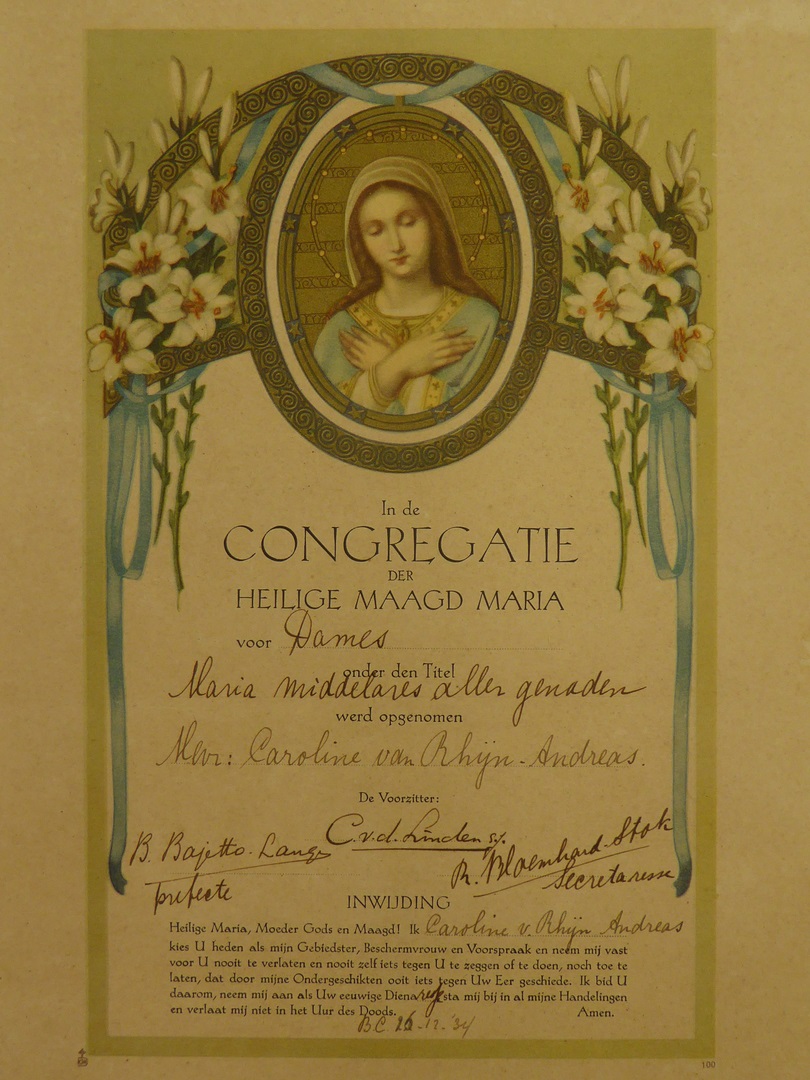 In de
CONGREGATIE
DER
HEILIGE MAAGD MARIA
voor Dames
onder den Titel
Maria middelares aller genaden
werd opgenomen
Mevr: Caroline van Rhijn-Andreas.
De Voorzitter:
C.v.d. Linden s.j.
B. Bajetto-Lange
prefecte
R. Bloemhard-Stok
Secretaresse
INWIJDING
Heilige Maria, Moeder Gods en Maagd! Ik Caroline v. Rhijn Andreas
kies U heden als mijn Gebiedster, Beschermvrouw en Voorspraak en neem mij vast
voor U nooit te verlaten en nooit zelf iets tegen U te zeggen of te doen, noch toe te
laten, dat door mijne Ondergeschikten ooit iets tegen Uw Eer geschiede. Ik bid U
daarom, neem mij aan als Uw eeuwige Dienares, sta mij bij in al mijne Handelingen
en verlaat mij niet in het Uur des Doods. Amen.
B.C. 16-12-'34
100